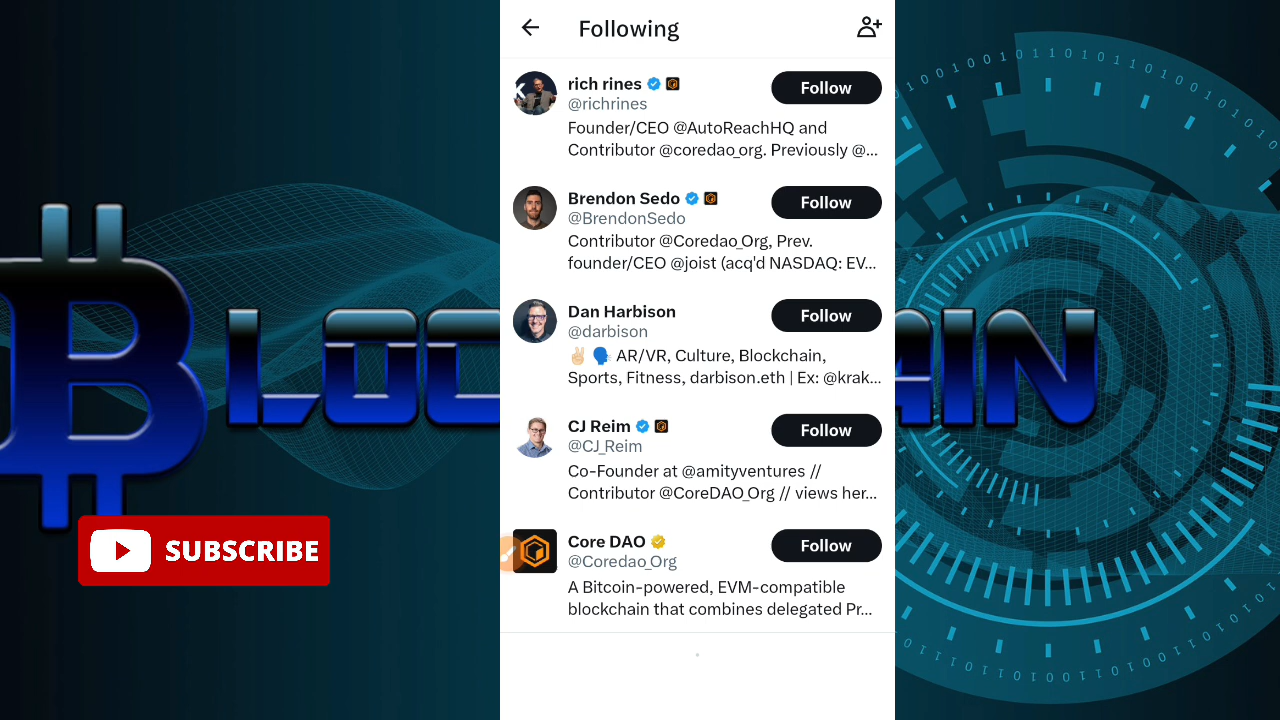 Following
rich rines
Follow
@richrines
Founder/CEO @AutoReachHQ and
Contributor @coredao_org. Previously @...
Brendon Sedo
Follow
@BrendonSedo
Contributor @Coredao_Org, Prev.
founder/CEO @joist (acq'd NASDAQ: EV...
Dan Harbison
Follow
@darbison
✌🏻 🗣️ AR/VR, Culture, Blockchain,
Sports, Fitness, darbison.eth | Ex: @krak...
CJ Reim
Follow
@CJ_Reim
Co-Founder at @amityventures //
Contributor @CoreDAO_Org // views her...
Core DAO
Follow
@Coredao_Org
A Bitcoin-powered, EVM-compatible
blockchain that combines delegated Pr...
SUBSCRIBE